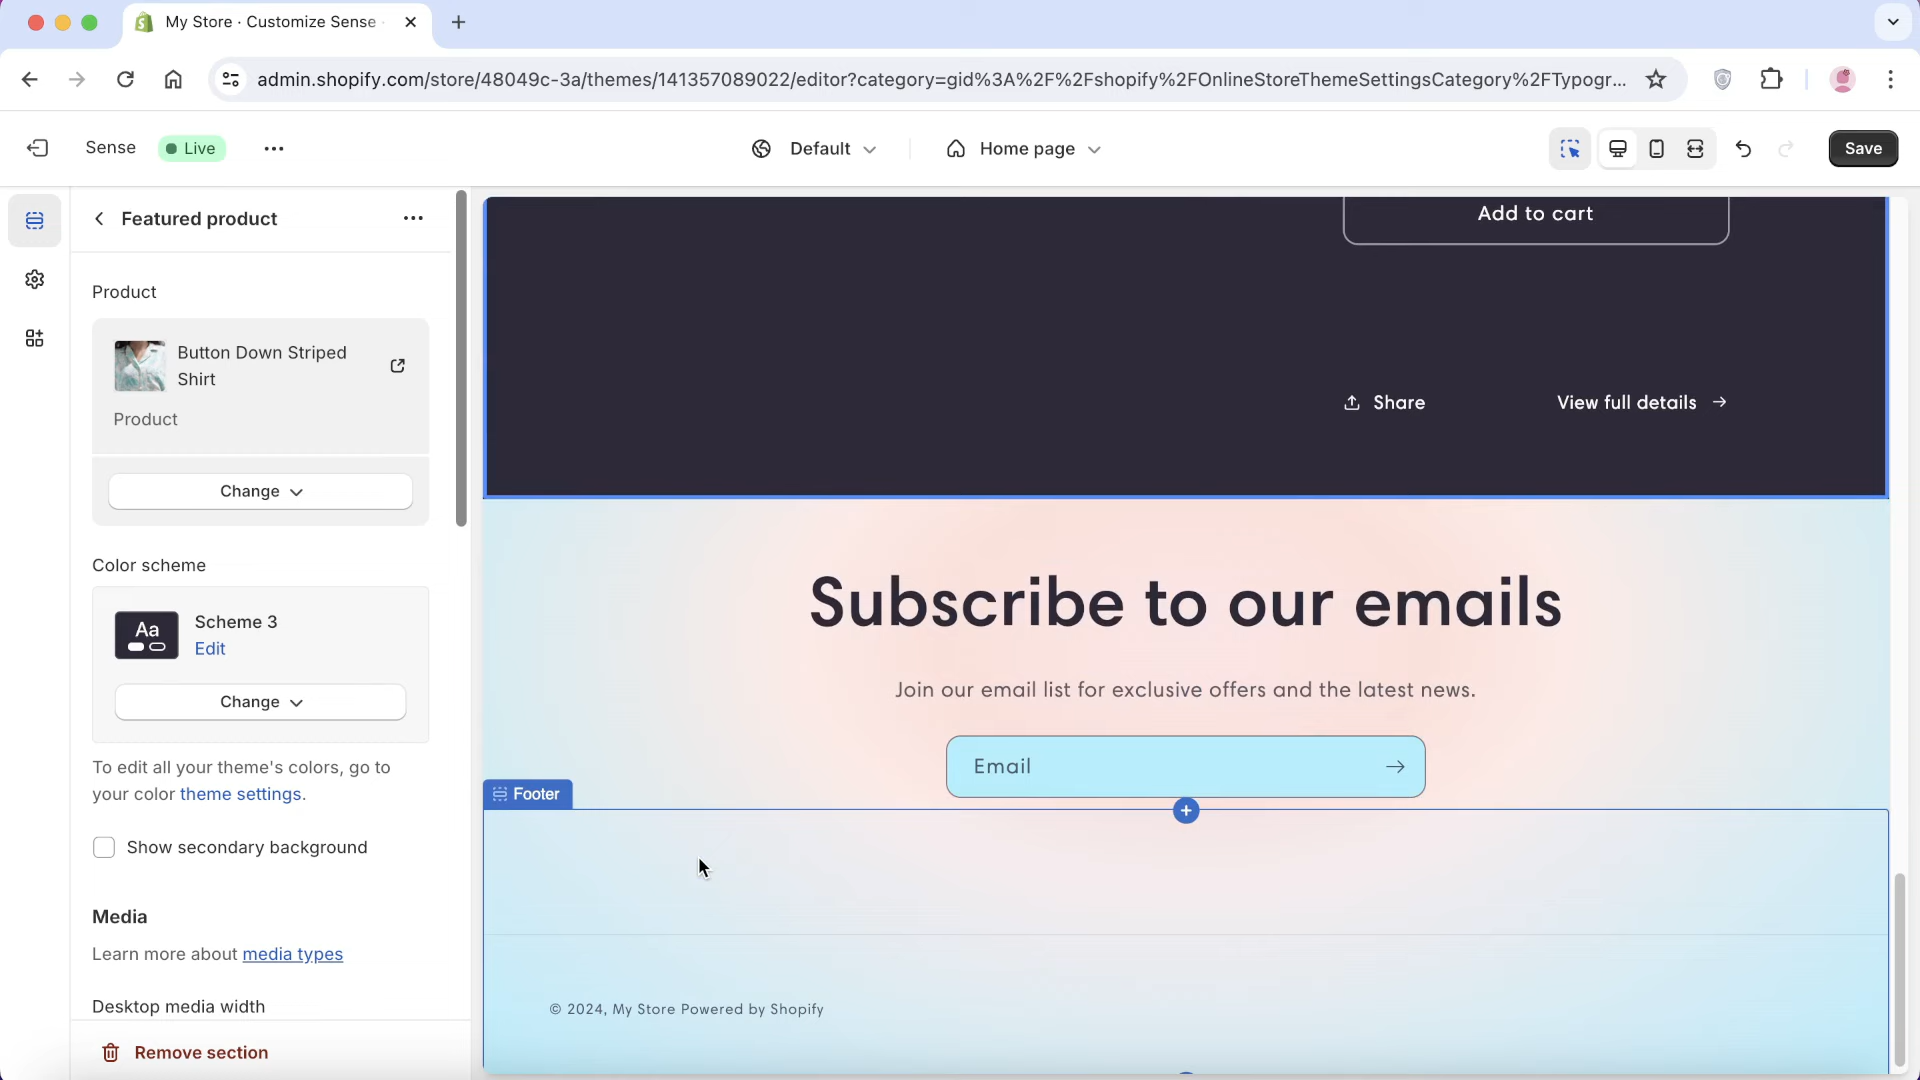 My Store · Customize Sense ·
admin.shopify.com/store/48049c-3a/themes/141357089022/editor?category=gid%3A%2F%2Fshopify%2FOnlineStoreThemeSettingsCategory%2FTypogr...
Sense
Live
Default
Home page
Save
Featured product
Product
Button Down Striped
Shirt
Product
Change
Color scheme
Aa
Scheme 3
Edit
Change
To edit all your theme's colors, go to
your color theme settings.
Show secondary background
Media
Learn more about media types
Desktop media width
Remove section
Add to cart
Share
View full details
Subscribe to our emails
Join our email list for exclusive offers and the latest news.
Email
Footer
© 2024, My Store Powered by Shopify